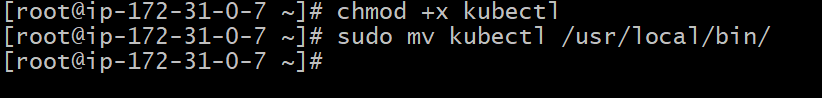 [root@ip-172-31-0-7 ~]# chmod +x kubectl
[root@ip-172-31-0-7 ~]# sudo mv kubectl /usr/local/bin/
[root@ip-172-31-0-7 ~]#